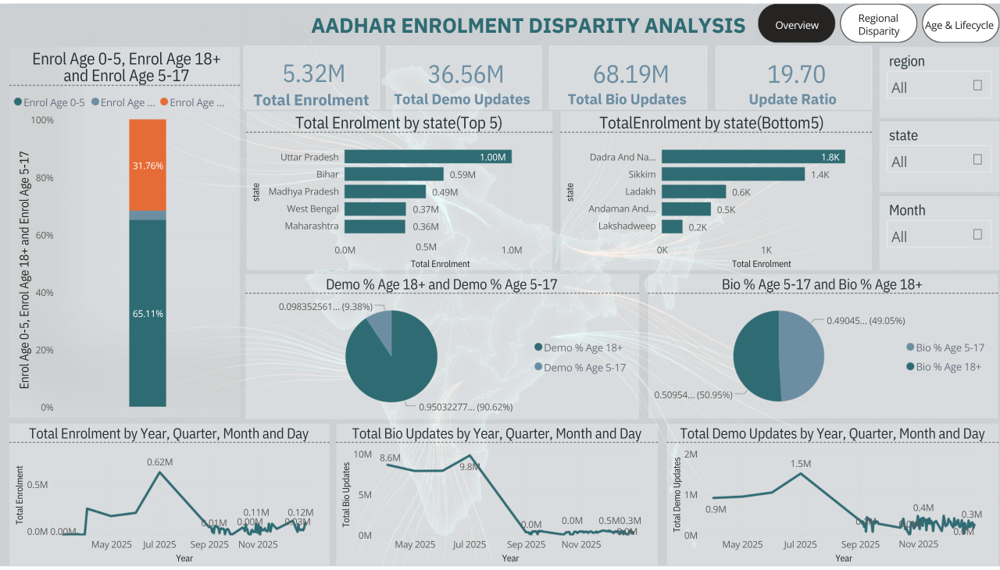 AADHAR ENROLMENT DISPARITY ANALYSIS
Overview
Regional
Disparity
Age & Lifecycle
Enrol Age 0-5, Enrol Age 18+
and Enrol Age 5-17
Enrol Age 0-5
Enrol Age ...
Enrol Age ...
Enrol Age 0-5, Enrol Age 18+ and Enrol Age 5-17
100%
80%
60%
40%
20%
0%
31.76%
65.11%
5.32M
Total Enrolment
36.56M
Total Demo Updates
68.19M
Total Bio Updates
19.70
Update Ratio
region
All
state
All
Month
All
Total Enrolment by state(Top 5)
state
Uttar Pradesh 1.00M
Bihar 0.59M
Madhya Pradesh 0.49M
West Bengal 0.37M
Maharashtra 0.36M
0.0M 0.5M 1.0M
Total Enrolment
TotalEnrolment by state(Bottom5)
state
Dadra And Na... 1.8K
Sikkim 1.4K
Ladakh 0.6K
Andaman And... 0.5K
Lakshadweep 0.2K
0K 1K
Total Enrolment
Demo % Age 18+ and Demo % Age 5-17
0.098352561... (9.38%)
0.95032277... (90.62%)
Demo % Age 18+
Demo % Age 5-17
Bio % Age 5-17 and Bio % Age 18+
0.49045... (49.05%)
0.50954... (50.95%)
Bio % Age 5-17
Bio % Age 18+
Total Enrolment by Year, Quarter, Month and Day
Total Enrolment
0.5M
0.0M
0.00M
0.62M
0.01M
0.11M
0.00M
0.12M
0.03M
May 2025 Jul 2025 Sep 2025 Nov 2025
Year
Total Bio Updates by Year, Quarter, Month and Day
Total Bio Updates
10M
5M
0M
8.6M
9.8M
0.0M
0.0M
0.5M
0.3M
0.0M
May 2025 Jul 2025 Sep 2025 Nov 2025
Year
Total Demo Updates by Year, Quarter, Month and Day
Total Demo Updates
2M
1M
0M
0.9M
1.5M
0.4M
0.3M
0.0M
May 2025 Jul 2025 Sep 2025 Nov 2025
Year